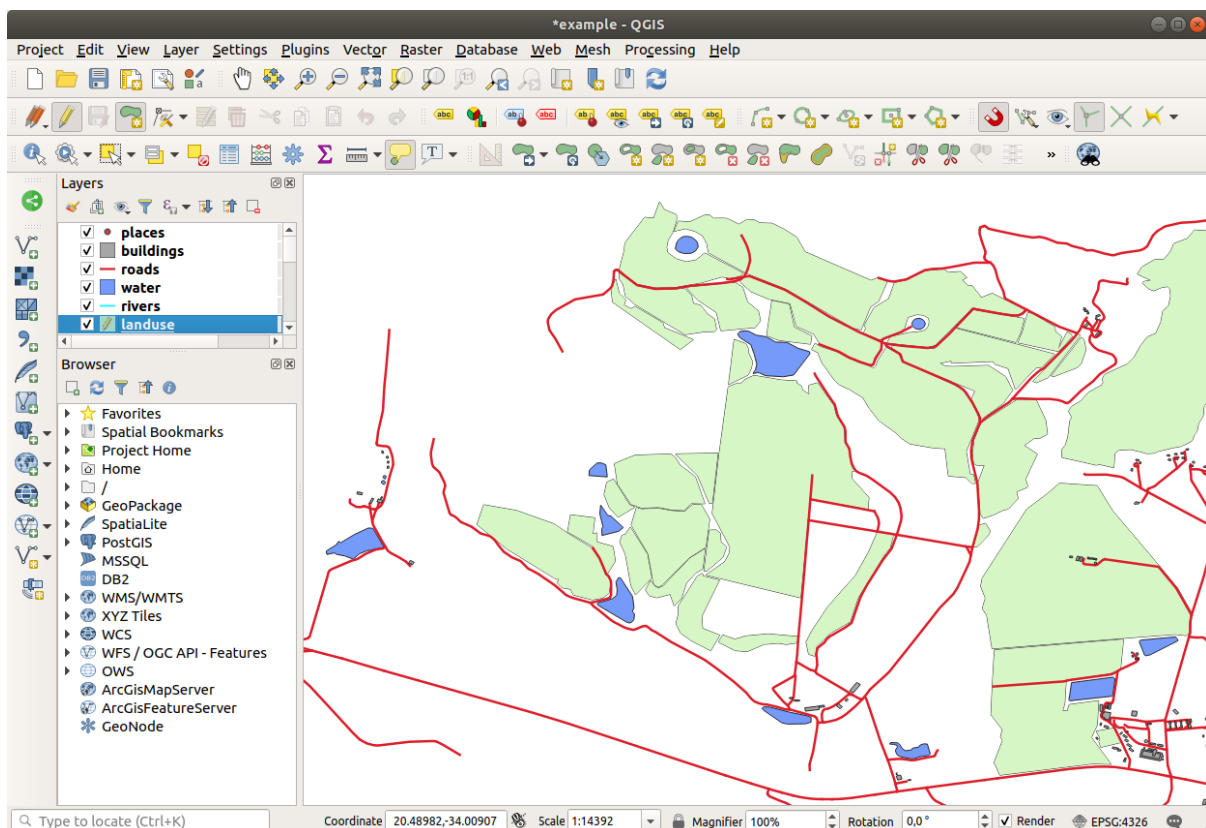 *example - QGIS
Project Edit View Layer Settings Plugins Vector Raster Database Web Mesh Processing Help
Layers
places
buildings
roads
water
rivers
landuse
Browser
Favorites
Spatial Bookmarks
Project Home
Home
/
GeoPackage
SpatiaLite
PostGIS
MSSQL
DB2
WMS/WMTS
XYZ Tiles
WCS
WFS / OGC API - Features
OWS
ArcGisMapServer
ArcGisFeatureServer
GeoNode
Type to locate (Ctrl+K) Coordinate 20.48982,-34.00907 Scale 1:14392 Magnifier 100% Rotation 0,0 ° Render EPSG:4326